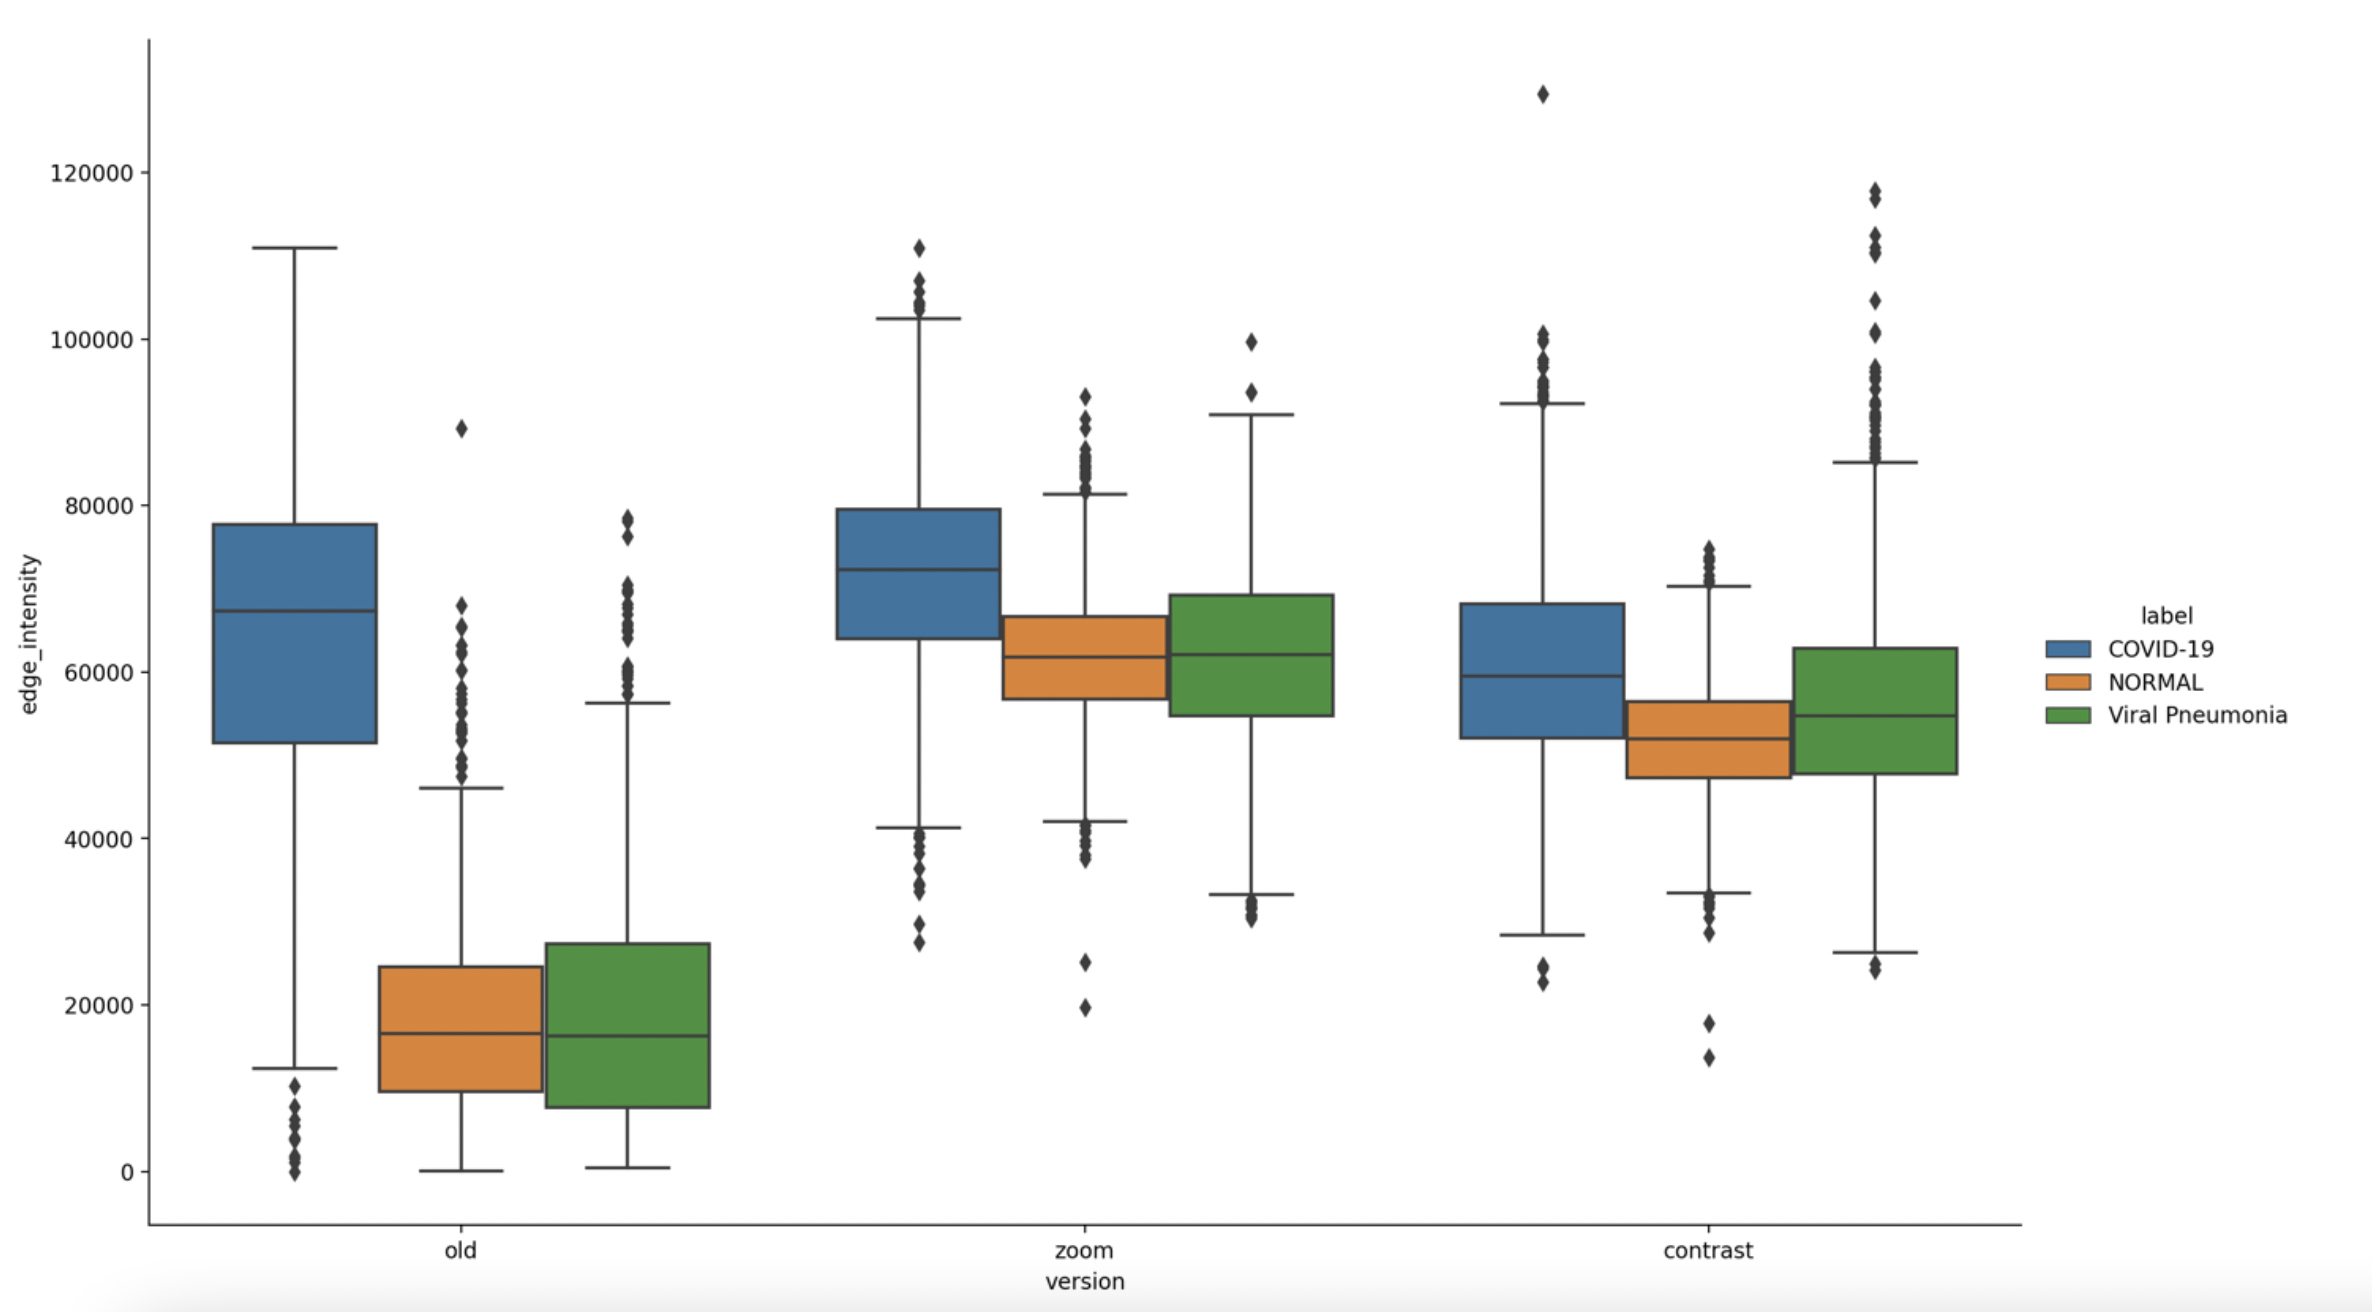 120000
100000
80000
60000
40000
20000
0
edge_intensity
old
zoom
contrast
version
label
COVID-19
NORMAL
Viral Pneumonia